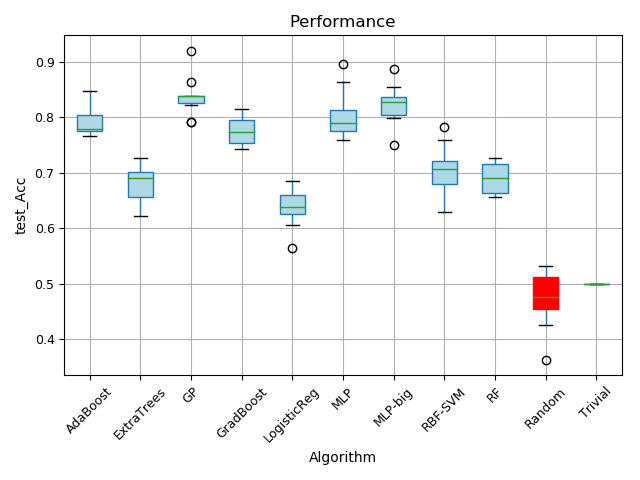 Performance
test_Acc
0.9
0.8
0.7
0.6
0.5
0.4
AdaBoost
ExtraTrees
GP
GradBoost
LogisticReg
MLP
MLP-big
RBF-SVM
RF
Random
Trivial
Algorithm